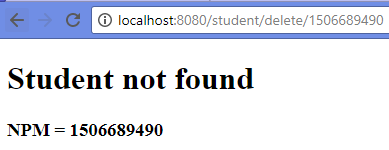 localhost:8080/student/delete/1506689490
Student not found
NPM = 1506689490